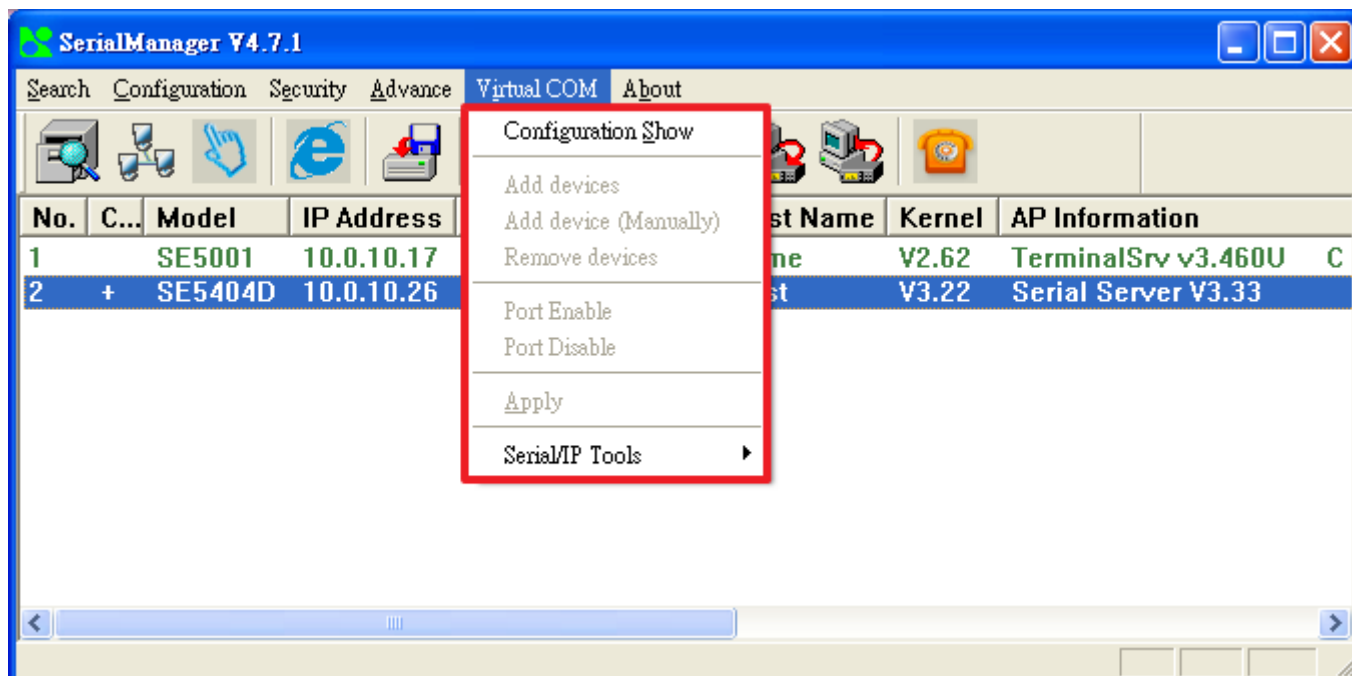 SerialManager V4.7.1
Search Configuration Security Advance Virtual COM About
Configuration Show
Add devices
Add device (Manually)
Remove devices
Port Enable
Port Disable
Apply
Serial/IP Tools
No. C... Model IP Address st Name Kernel AP Information
1 SE5001 10.0.10.17 me V2.62 TerminalSrv v3.460U C
2 + SE5404D 10.0.10.26 st V3.22 Serial Server V3.33